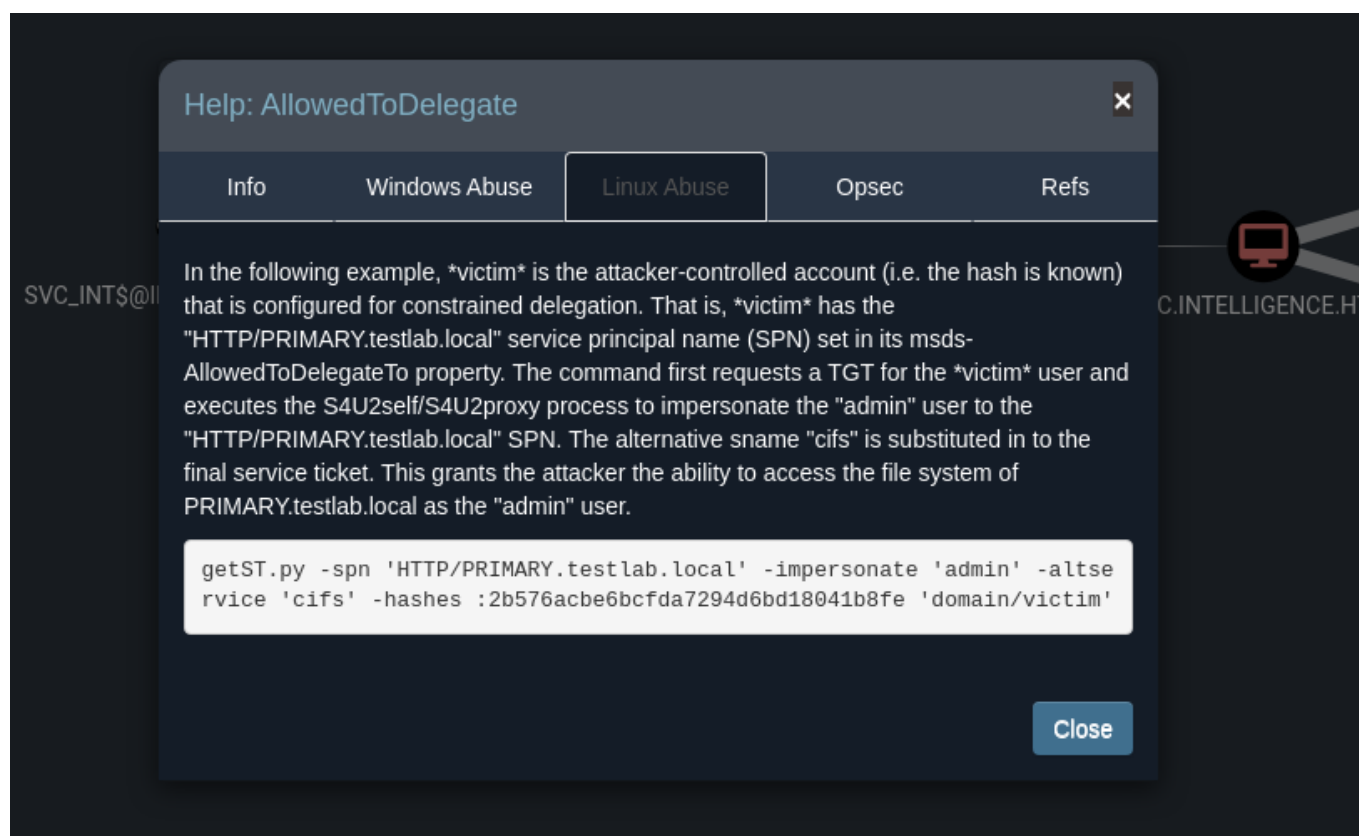 Help: AllowedToDelegate
×
Info
Windows Abuse
Linux Abuse
Opsec
Refs
In the following example, *victim* is the attacker-controlled account (i.e. the hash is known)
that is configured for constrained delegation. That is, *victim* has the
"HTTP/PRIMARY.testlab.local" service principal name (SPN) set in its msds-
AllowedToDelegateTo property. The command first requests a TGT for the *victim* user and
executes the S4U2self/S4U2proxy process to impersonate the "admin" user to the
"HTTP/PRIMARY.testlab.local" SPN. The alternative sname "cifs" is substituted in to the
final service ticket. This grants the attacker the ability to access the file system of
PRIMARY.testlab.local as the "admin" user.
getST.py -spn 'HTTP/PRIMARY.testlab.local' -impersonate 'admin' -altse
rvice 'cifs' -hashes :2b576acbe6bcfda7294d6bd18041b8fe 'domain/victim'
Close
SVC_INT$@I
C.INTELLIGENCE.H